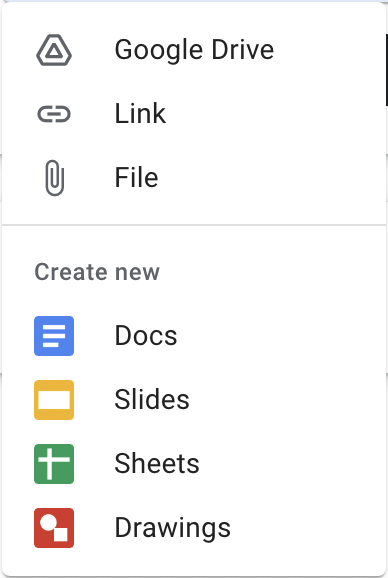 Google Drive
Link
File
Create new
Docs
Slides
Sheets
Drawings